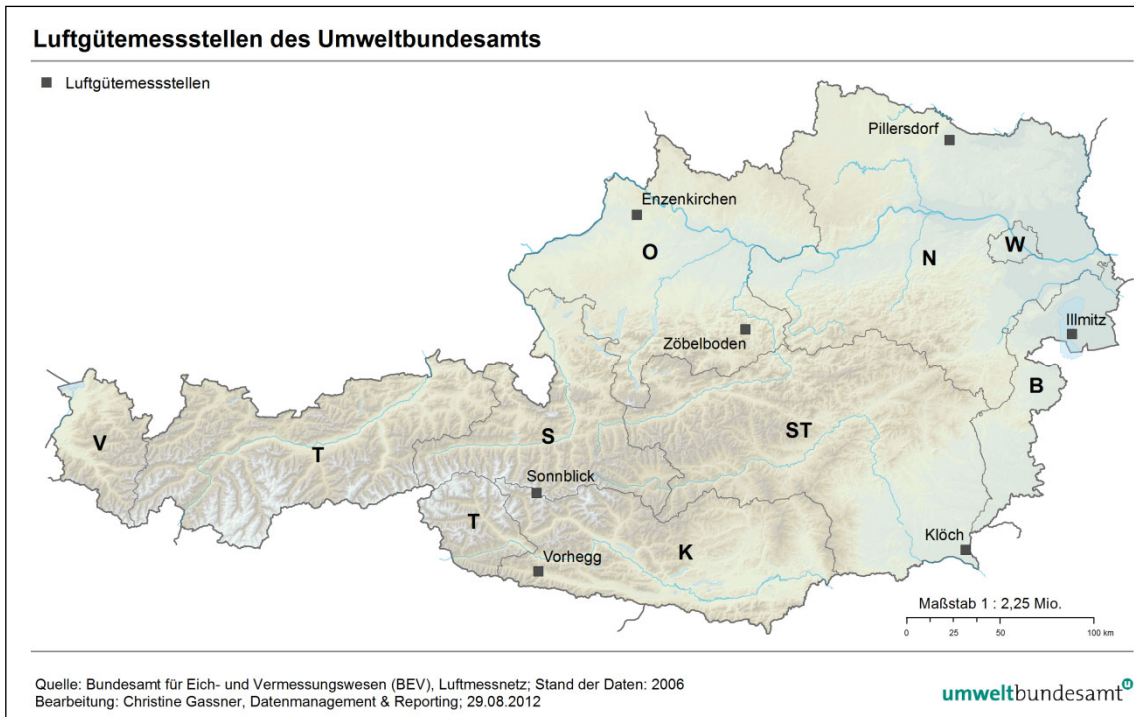 Luftgütemessstellen des Umweltbundesamts
Luftgütemessstellen
Pillersdorf
Enzenkirchen
O
N
W
Illmitz
Zöbelboden
B
V
T
S
ST
Sonnblick
T
K
Klöch
Vorhegg
Maßstab 1 : 2,25 Mio.
0 25 50 100 km
Quelle: Bundesamt für Eich- und Vermessungswesen (BEV), Luftmessnetz; Stand der Daten: 2006
Bearbeitung: Christine Gassner, Datenmanagement & Reporting; 29.08.2012
umweltbundesamt u